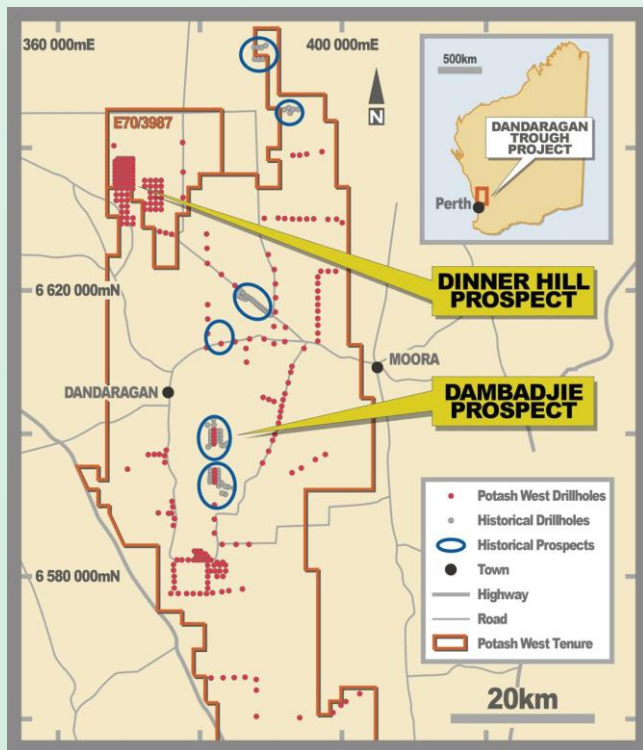 360 000mE
400 000mE
500km
E70/3987
N
DANDARAGAN
TROUGH
PROJECT
Perth
6 620 000mN
DINNER HILL
PROSPECT
MOORA
DANDARAGAN
DAMBADJIE
PROSPECT
Potash West Drillholes
Historical Drillholes
Historical Prospects
Town
Highway
Road
Potash West Tenure
6 580 000mN
20km